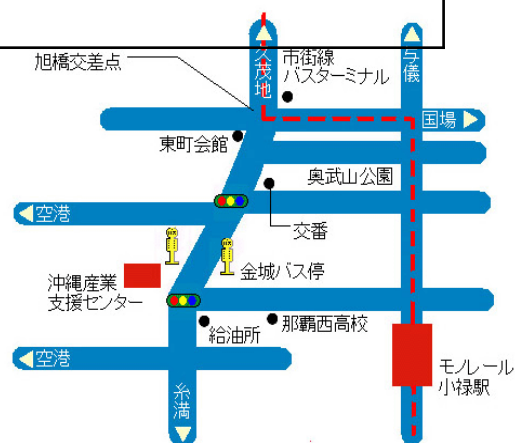 旭橋交差点
久茂地
市街線
バスターミナル
与儀
国場
東町会館
奥武山公園
空港
交番
金城バス停
沖縄産業
支援センター
給油所
那覇西高校
空港
糸満
モノレール
小禄駅